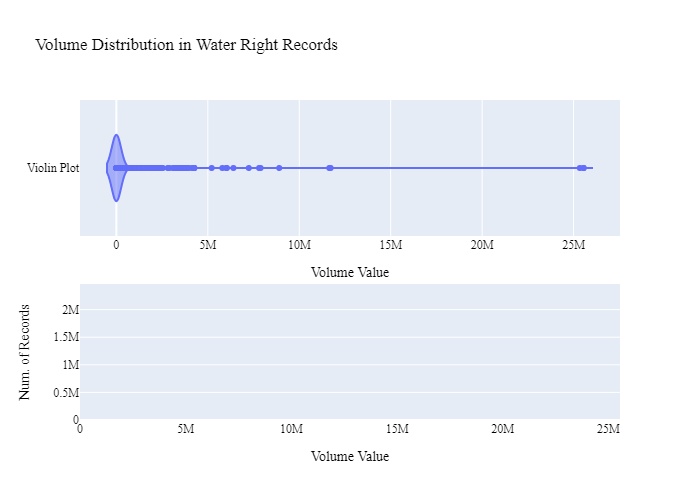 Volume Distribution in Water Right Records
Violin Plot
0 5M 10M 15M 20M 25M
Volume Value
2M
1.5M
1M
0.5M
0
Num. of Records
0 5M 10M 15M 20M 25M
Volume Value